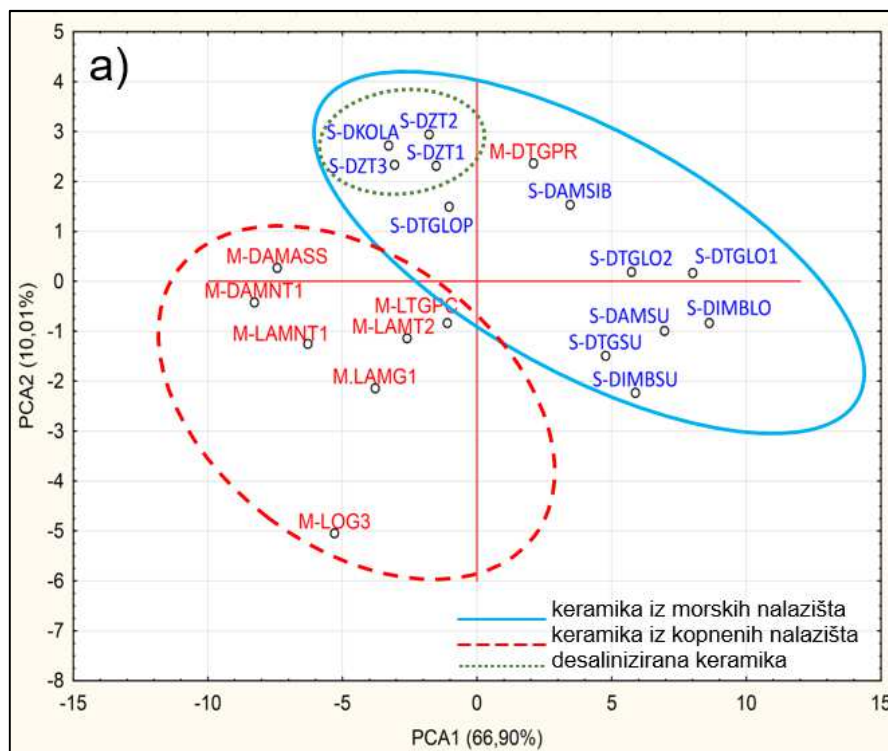 a)
5
4
3
2
1
0
-1
-2
-3
-4
-5
-6
-7
-8
PCA2 (10,01%)
S-DZT2
S-DKOLA
S-DZT1
S-DZT3
M-DTGPR
S-DAMSIB
S-DTGLOP
S-DTGLO2
S-DTGLO1
M-DAMASS
M-DAMNT1
M-LTGPC
S-DIMBLO
S-DAMSU
M-LAMNT1
M-LAMT2
S-DTGSU
M.LAMG1
S-DIMBSU
M-LOG3
keramika iz morskih nalazišta
keramika iz kopnenih nalazišta
desalinizirana keramika
-15 -10 -5 0 5 10 15
PCA1 (66,90%)